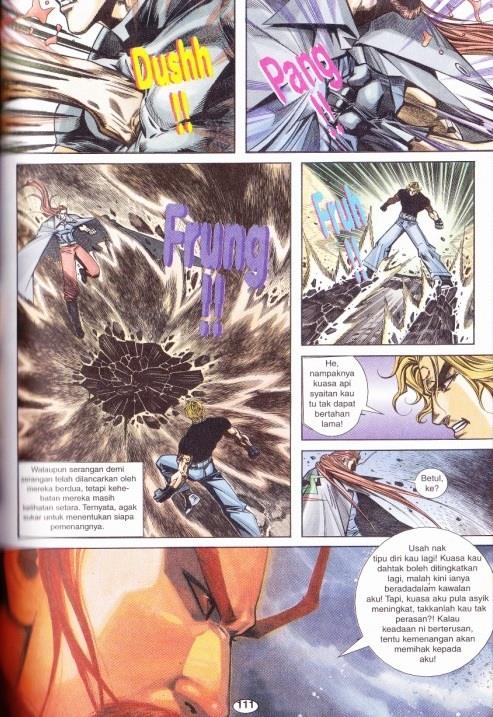 Dushh
!!
Pang
!!
Frung
!!
Fruh
!!
He,
nampaknya
kuasa api
syaitan kau
tu tak dapat
bertahan
lama!
Walaupun serangan demi
serangan telah dilancarkan oleh
mereka berdua, tetapi kehe-
batan mereka masih
kelihatan setara. Ternyata, agak
sukar untuk menentukan siapa
pemenangnya.
Betul,
ke?
Usah nak
tipu diri kau lagi! Kuasa kau
dahtak boleh ditingkatkan
lagi, malah kini ianya
beradadalam kawalan
aku! Tapi, kuasa aku pula asyik
meningkat, takkanlah kau tak
perasan?! Kalau
keadaan ni berterusan,
tentu kemenangan akan
memihak kepada
aku!
111